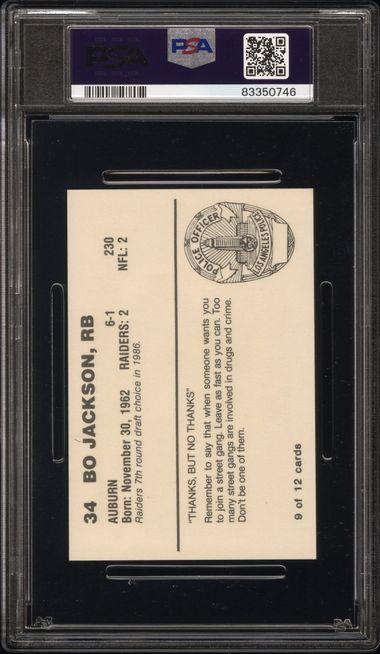 PSA
PSA
83350746
34 BO JACKSON, RB
AUBURN 6-1 230
Born: November 30, 1962 RAIDERS: 2 NFL: 2
Raiders 7th round draft choice in 1986.
POLICE OFFICER
LOS ANGELES POLICE
"THANKS, BUT NO THANKS"
Remember to say that when someone wants you
to join a street gang. Leave as fast as you can. Too
many street gangs are involved in drugs and crime.
Don't be one of them.
9 of 12 cards